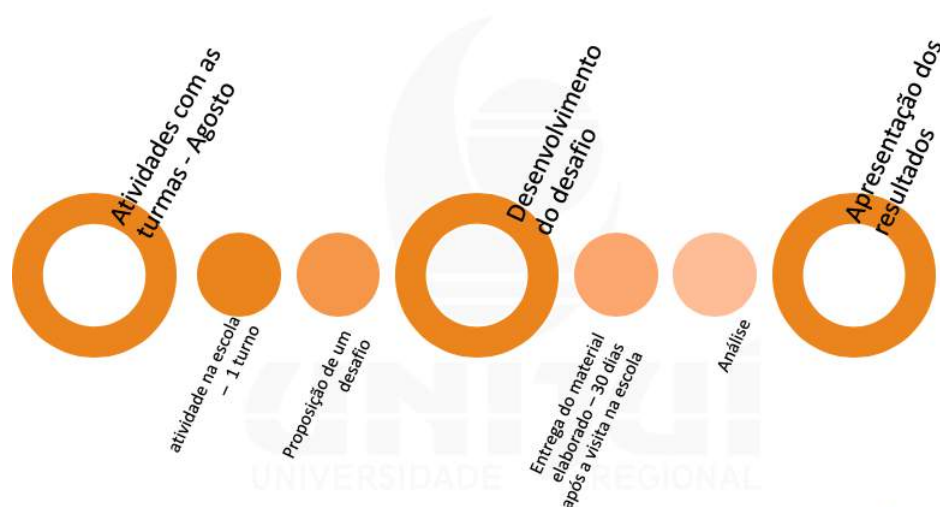 Atividades com as
turmas - Agosto
atividade na escola
– 1 turno
Proposição de um
desafio
Desenvolvimento
do desafio
Entrega do material
elaborado – 30 dias
após a visita na escola
Análise
Apresentação dos
resultados
UNIJUÍ
UNIVERSIDADE REGIONAL